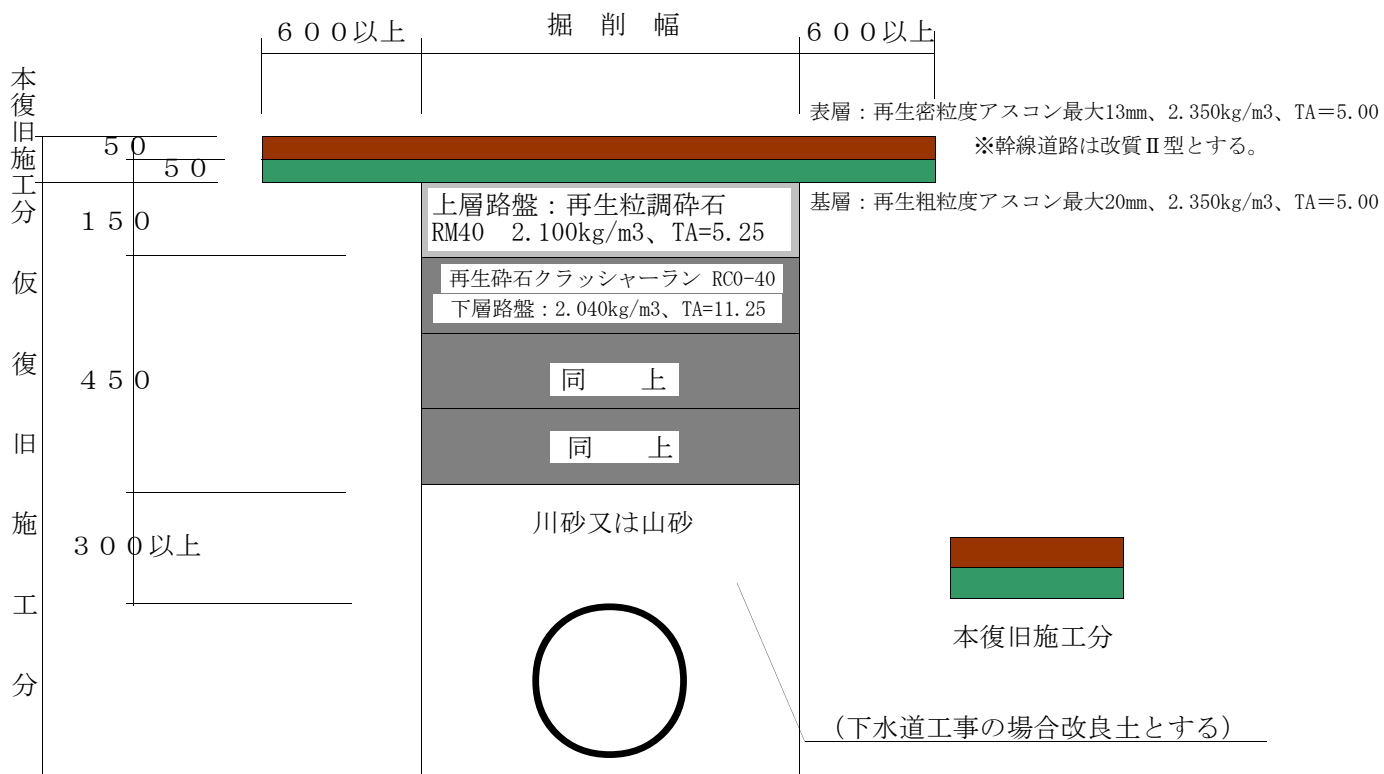 ６００以上
掘　削　幅
６００以上
本復旧施工分
５０
５０
１５０
表層：再生密粒度アスコン最大13mm、2.350kg/m3、TA＝5.00
※幹線道路は改質Ⅱ型とする。
基層：再生粗粒度アスコン最大20mm、2.350kg/m3、TA＝5.00
上層路盤：再生粒調砕石
RM40　2.100kg/m3、TA=5.25
再生砕石クラッシャーラン RC0-40
下層路盤：2.040kg/m3、TA=11.25
仮復旧施工分
４５０
同　　上
同　　上
３００以上
川砂又は山砂
本復旧施工分
（下水道工事の場合改良土とする）